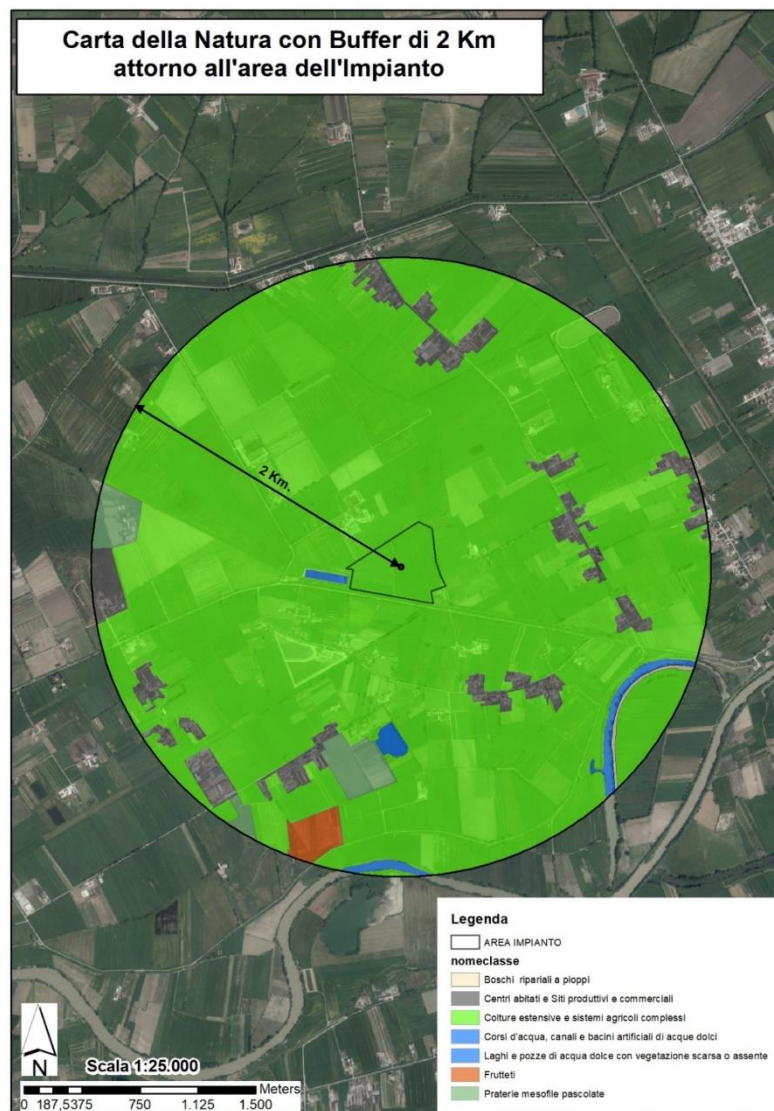 Carta della Natura con Buffer di 2 Km
attorno all'area dell'Impianto
2 Km.
Legenda
AREA IMPIANTO
nomeclasse
Boschi ripariali a pioppi
Centri abitati e Siti produttivi e commerciali
Colture estensive e sistemi agricoli complessi
Corsi d'acqua, canali e bacini artificiali di acque dolci
Laghi e pozze di acqua dolce con vegetazione scarsa o assente
Frutteti
Praterie mesofile pascolate
N
Scala 1:25.000
Meters
0 187,5375 750 1.125 1.500